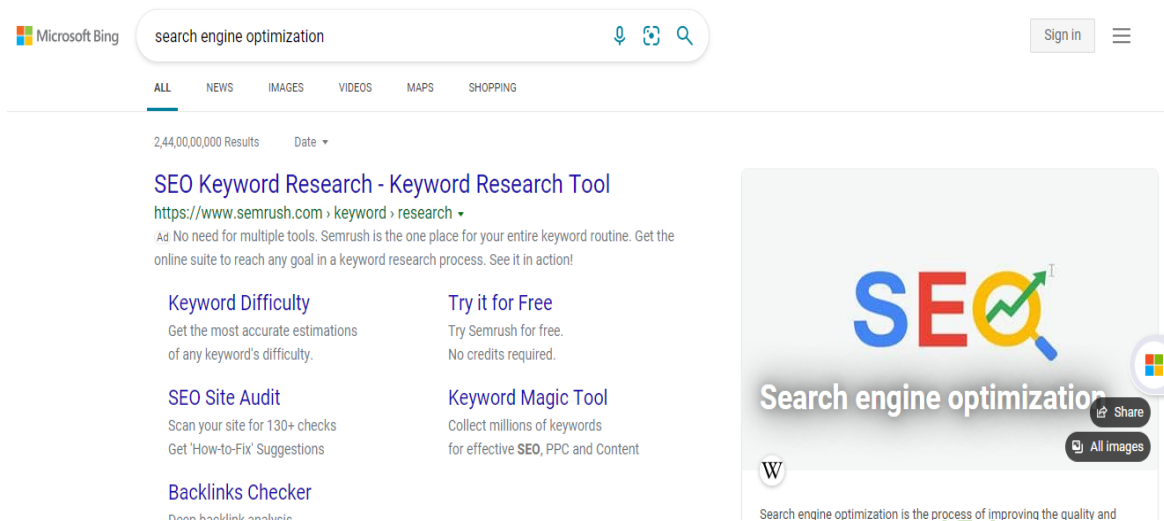 Microsoft Bing
search engine optimization
Sign in
ALL NEWS IMAGES VIDEOS MAPS SHOPPING
2,44,00,00,000 Results Date
SEO Keyword Research - Keyword Research Tool
https://www.semrush.com › keyword › research
Ad No need for multiple tools. Semrush is the one place for your entire keyword routine. Get the
online suite to reach any goal in a keyword research process. See it in action!
Keyword Difficulty
Get the most accurate estimations
of any keyword's difficulty.
Try it for Free
Try Semrush for free.
No credits required.
SEO Site Audit
Scan your site for 130+ checks
Get 'How-to-Fix' Suggestions
Keyword Magic Tool
Collect millions of keywords
for effective SEO, PPC and Content
Backlinks Checker
Deep backlink analysis
SEO
Search engine optimization
Share
All images
W
Search engine optimization is the process of improving the quality and